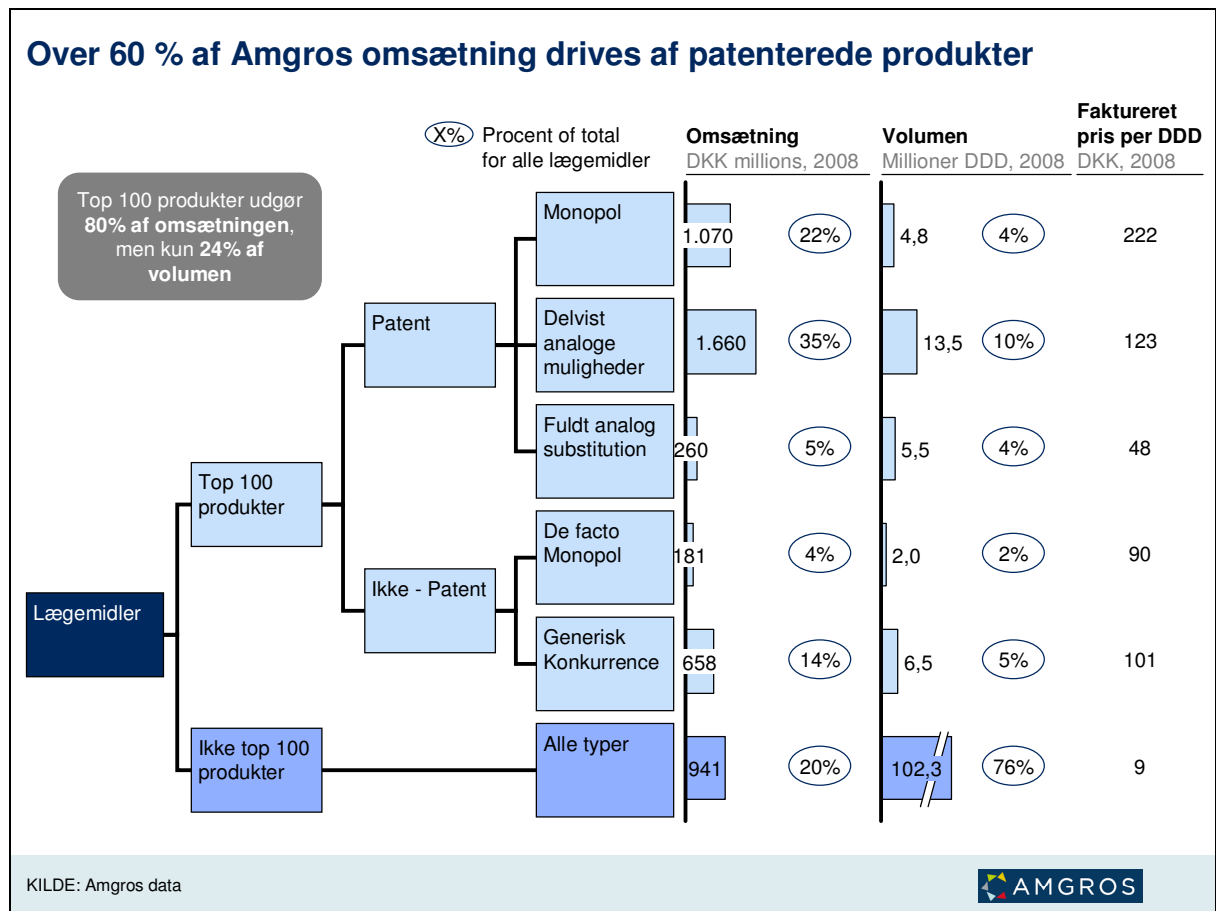 Over 60 % af Amgros omsætning drives af patenterede produkter
X% Procent of total
for alle lægemidler
Omsætning
DKK millions, 2008
Volumen
Millioner DDD, 2008
Faktureret
pris per DDD
DKK, 2008
Top 100 produkter udgør
80% af omsætningen,
men kun 24% af
volumen
Monopol
1.070 22% 4,8 4% 222
Patent
Delvist
analoge
muligheder
1.660 35% 13,5 10% 123
Fuldt analog
substitution
260 5% 5,5 4% 48
Top 100
produkter
De facto
Monopol
181 4% 2,0 2% 90
Ikke - Patent
Lægemidler
Generisk
Konkurrence
658 14% 6,5 5% 101
Ikke top 100
produkter
Alle typer
941 20% 102,3 76% 9
KILDE: Amgros data
AMGROS